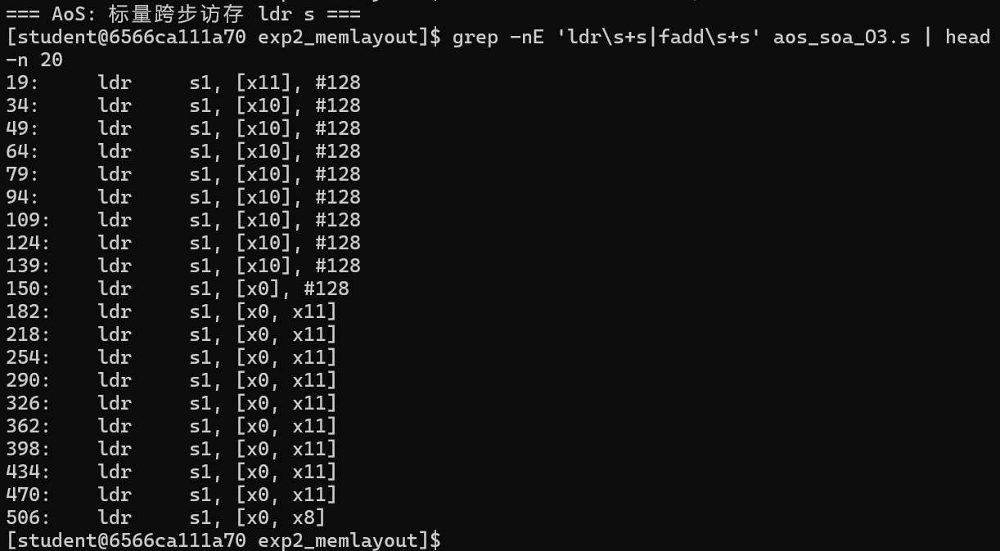 === AoS: 标量跨步访存 ldr s ===
[student@6566ca111a70 exp2_memlayout]$ grep -nE 'ldr\s+s|fadd\s+s' aos_soa_O3.s | head
-n 20
19:     ldr     s1, [x11], #128
34:     ldr     s1, [x10], #128
49:     ldr     s1, [x10], #128
64:     ldr     s1, [x10], #128
79:     ldr     s1, [x10], #128
94:     ldr     s1, [x10], #128
109:    ldr     s1, [x10], #128
124:    ldr     s1, [x10], #128
139:    ldr     s1, [x10], #128
150:    ldr     s1, [x0], #128
182:    ldr     s1, [x0, x11]
218:    ldr     s1, [x0, x11]
254:    ldr     s1, [x0, x11]
290:    ldr     s1, [x0, x11]
326:    ldr     s1, [x0, x11]
362:    ldr     s1, [x0, x11]
398:    ldr     s1, [x0, x11]
434:    ldr     s1, [x0, x11]
470:    ldr     s1, [x0, x11]
506:    ldr     s1, [x0, x8]
[student@6566ca111a70 exp2_memlayout]$